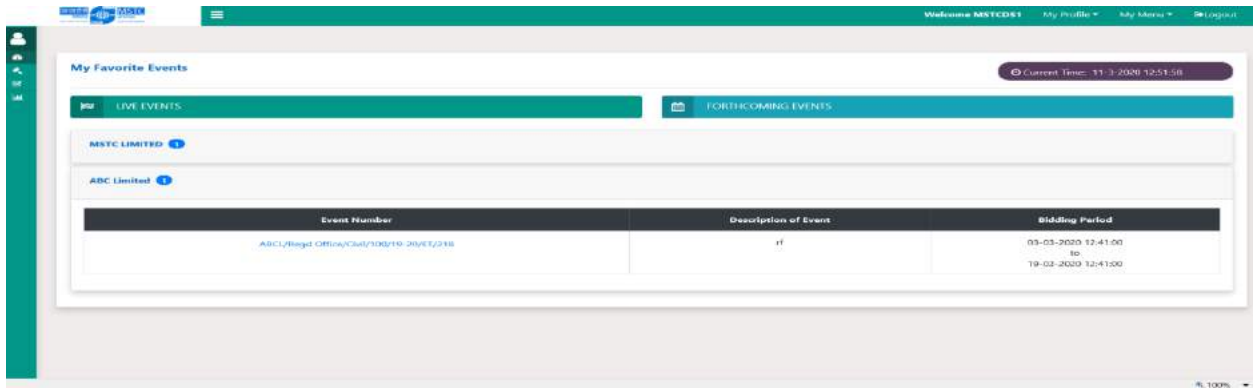 MSTC
Welcome MSTCDS1 My Profile My Menu Logout
My Favorite Events
Current Time: 11-3-2020 12:51:58
LIVE EVENTS
FORTHCOMING EVENTS
MSTC LIMITED 1
ABC Limited 1
Event Number Description of Event Bidding Period
ABCL/Regd Office/Civil/100/19-20/ET/218 rf 03-03-2020 12:41:00
to
19-03-2020 12:41:00
100%